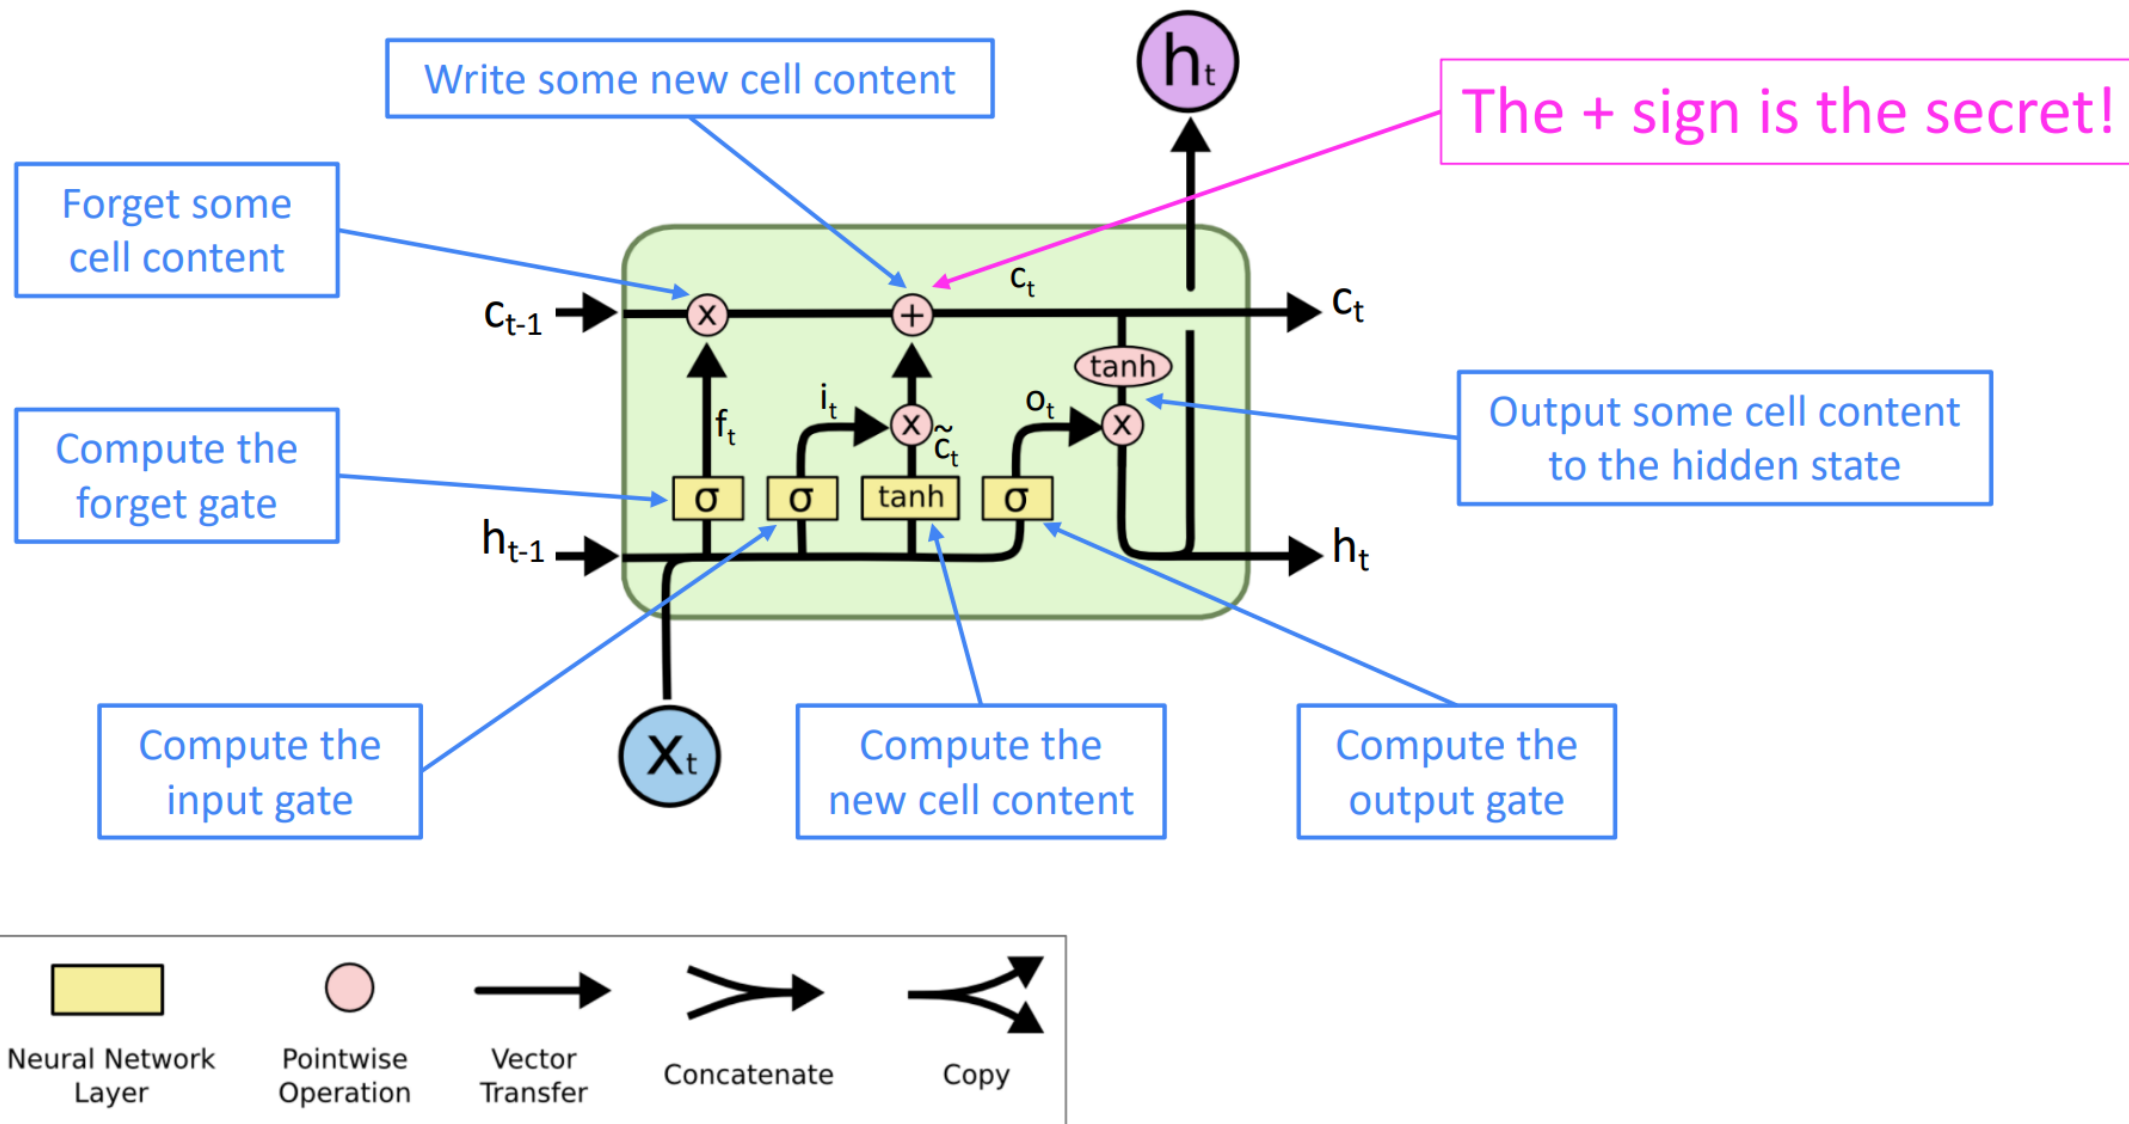 Write some new cell content
h_t
The + sign is the secret!
Forget some
cell content
c_t
c_{t-1}
x
+
c_t
tanh
i_t
o_t
f_t
x
x
c̃_t
Output some cell content
to the hidden state
Compute the
forget gate
σ
σ
tanh
σ
h_{t-1}
h_t
Compute the
input gate
x_t
Compute the
new cell content
Compute the
output gate
Neural Network
Layer
Pointwise
Operation
Vector
Transfer
Concatenate
Copy